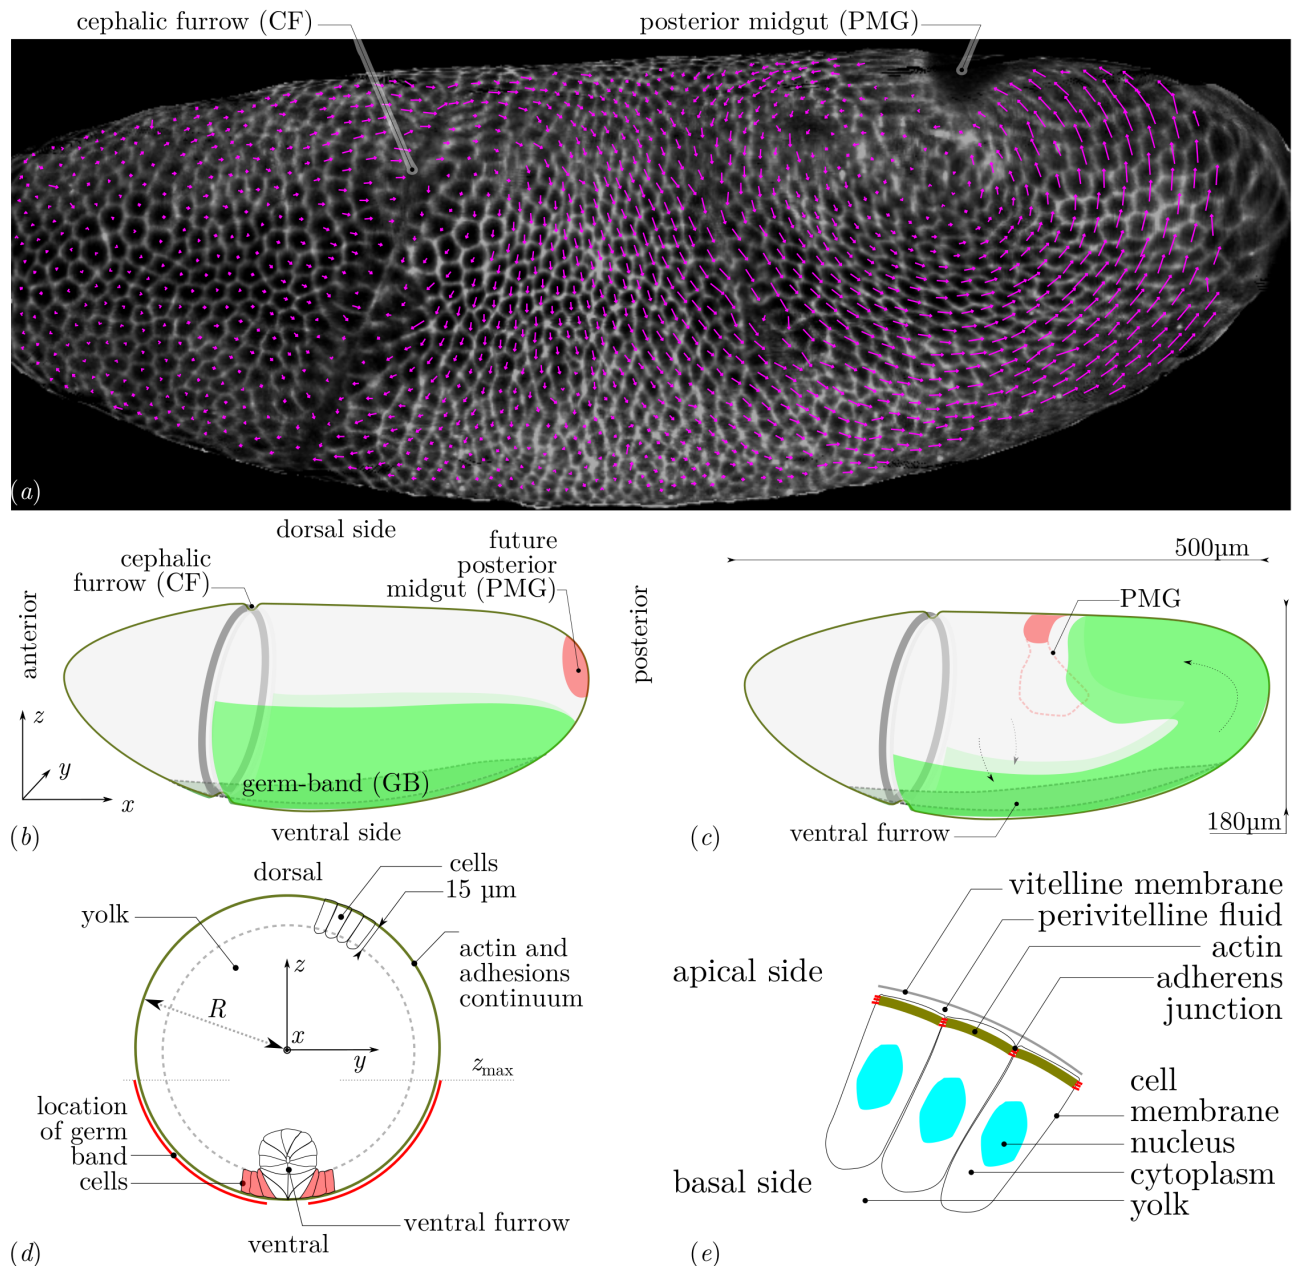 cephalic furrow (CF)
posterior midgut (PMG)
(a)
dorsal side
cephalic
furrow (CF)
future
posterior
midgut (PMG)
anterior
z
y
x
germ-band (GB)
ventral side
(b)
posterior
500μm
PMG
ventral furrow
180μm
(c)
dorsal
cells
15 μm
yolk
actin and
adhesions
continuum
z
R
x
y
zmax
location
of germ
band
cells
ventral furrow
ventral
(d)
vitelline membrane
perivitelline fluid
actin
adherens
junction
apical side
cell
membrane
nucleus
cytoplasm
yolk
basal side
(e)